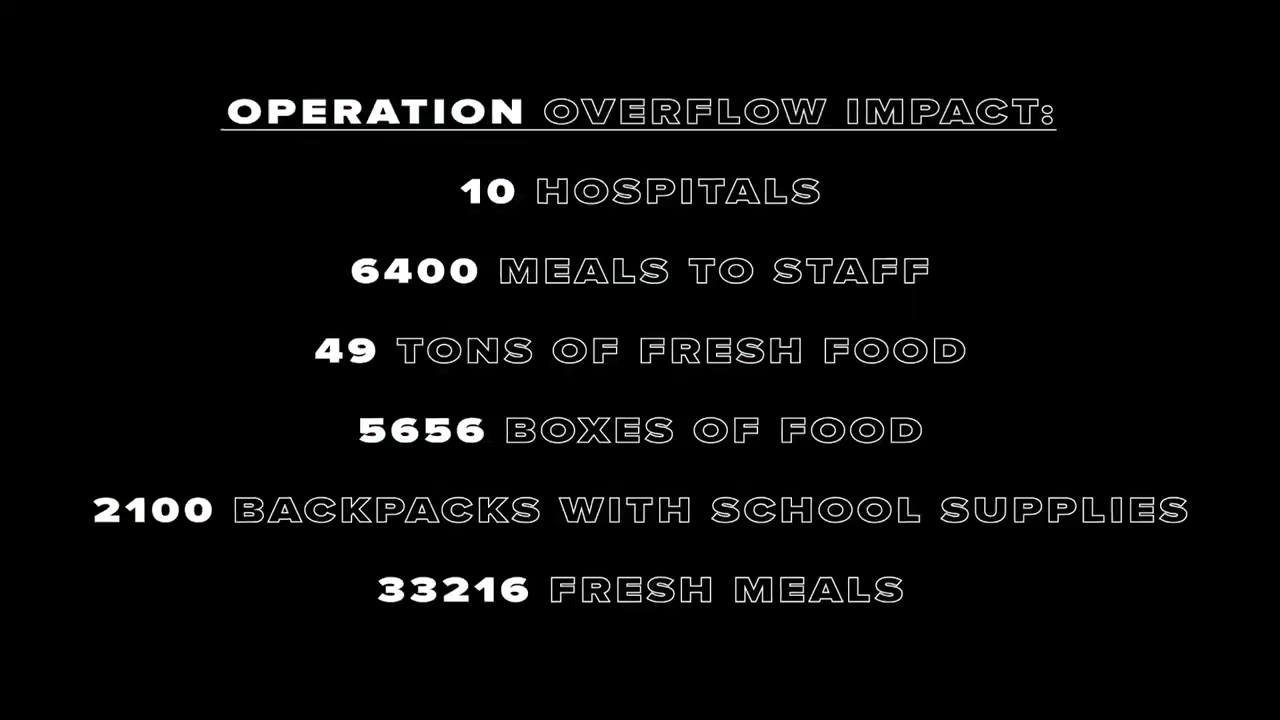 OPERATION OVERFLOW IMPACT:
10 HOSPITALS
6400 MEALS TO STAFF
49 TONS OF FRESH FOOD
5656 BOXES OF FOOD
2100 BACKPACKS WITH SCHOOL SUPPLIES
33216 FRESH MEALS